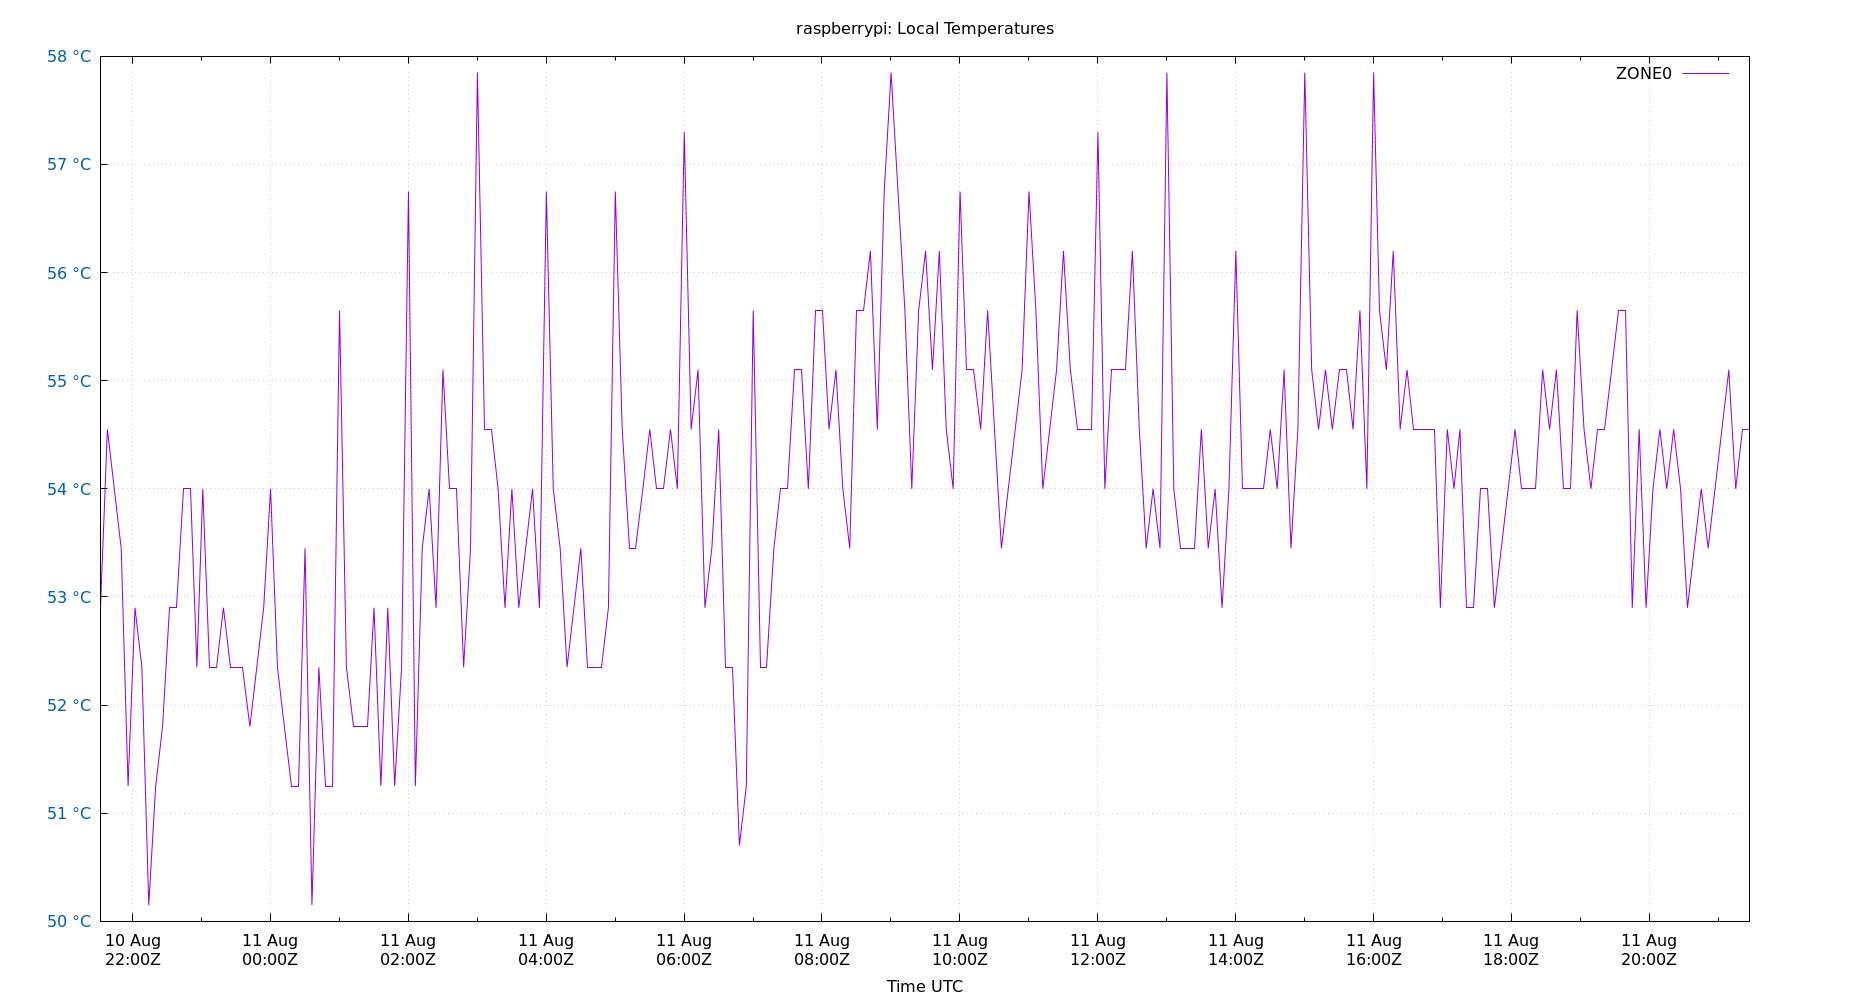 raspberrypi: Local Temperatures
58 °C
ZONE0
57 °C
56 °C
55 °C
54 °C
53 °C
52 °C
51 °C
50 °C
10 Aug 11 Aug 11 Aug 11 Aug 11 Aug 11 Aug 11 Aug 11 Aug 11 Aug 11 Aug 11 Aug 11 Aug
22:00Z 00:00Z 02:00Z 04:00Z 06:00Z 08:00Z 10:00Z 12:00Z 14:00Z 16:00Z 18:00Z 20:00Z
Time UTC